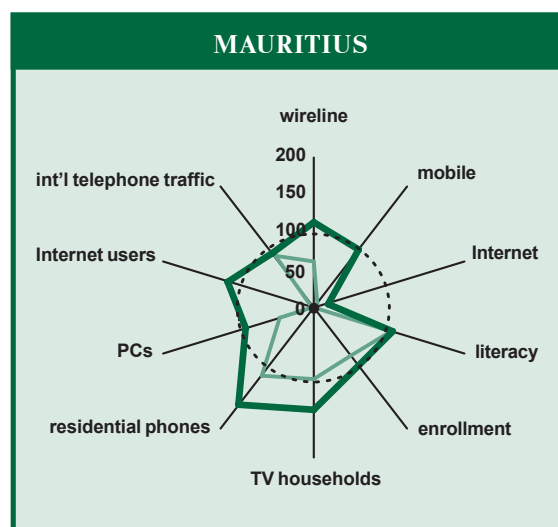 MAURITIUS
wireline
200
int'l telephone traffic
mobile
150
100
Internet users
Internet
50
0
PCs
literacy
residential phones
enrollment
TV households